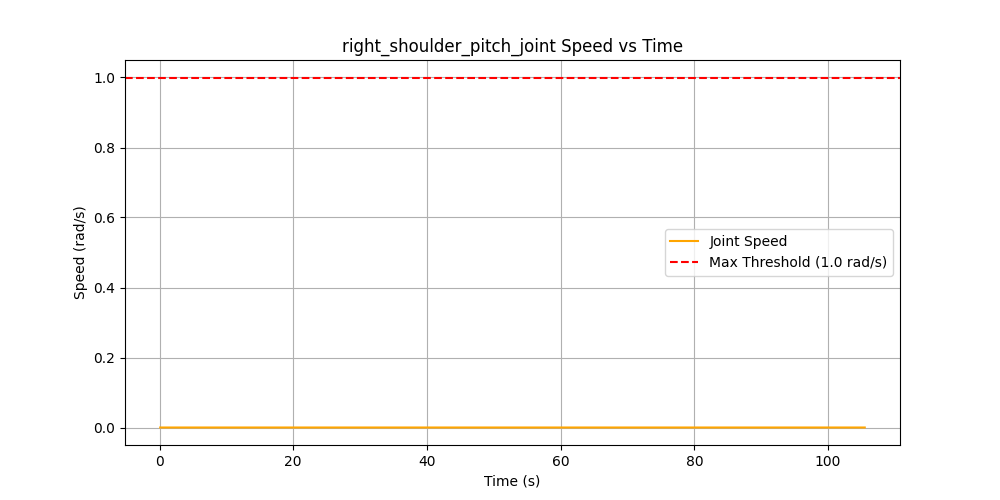 right_shoulder_pitch_joint Speed vs Time
Speed (rad/s)
1.0
0.8
0.6
0.4
0.2
0.0
Joint Speed
Max Threshold (1.0 rad/s)
0 20 40 60 80 100
Time (s)